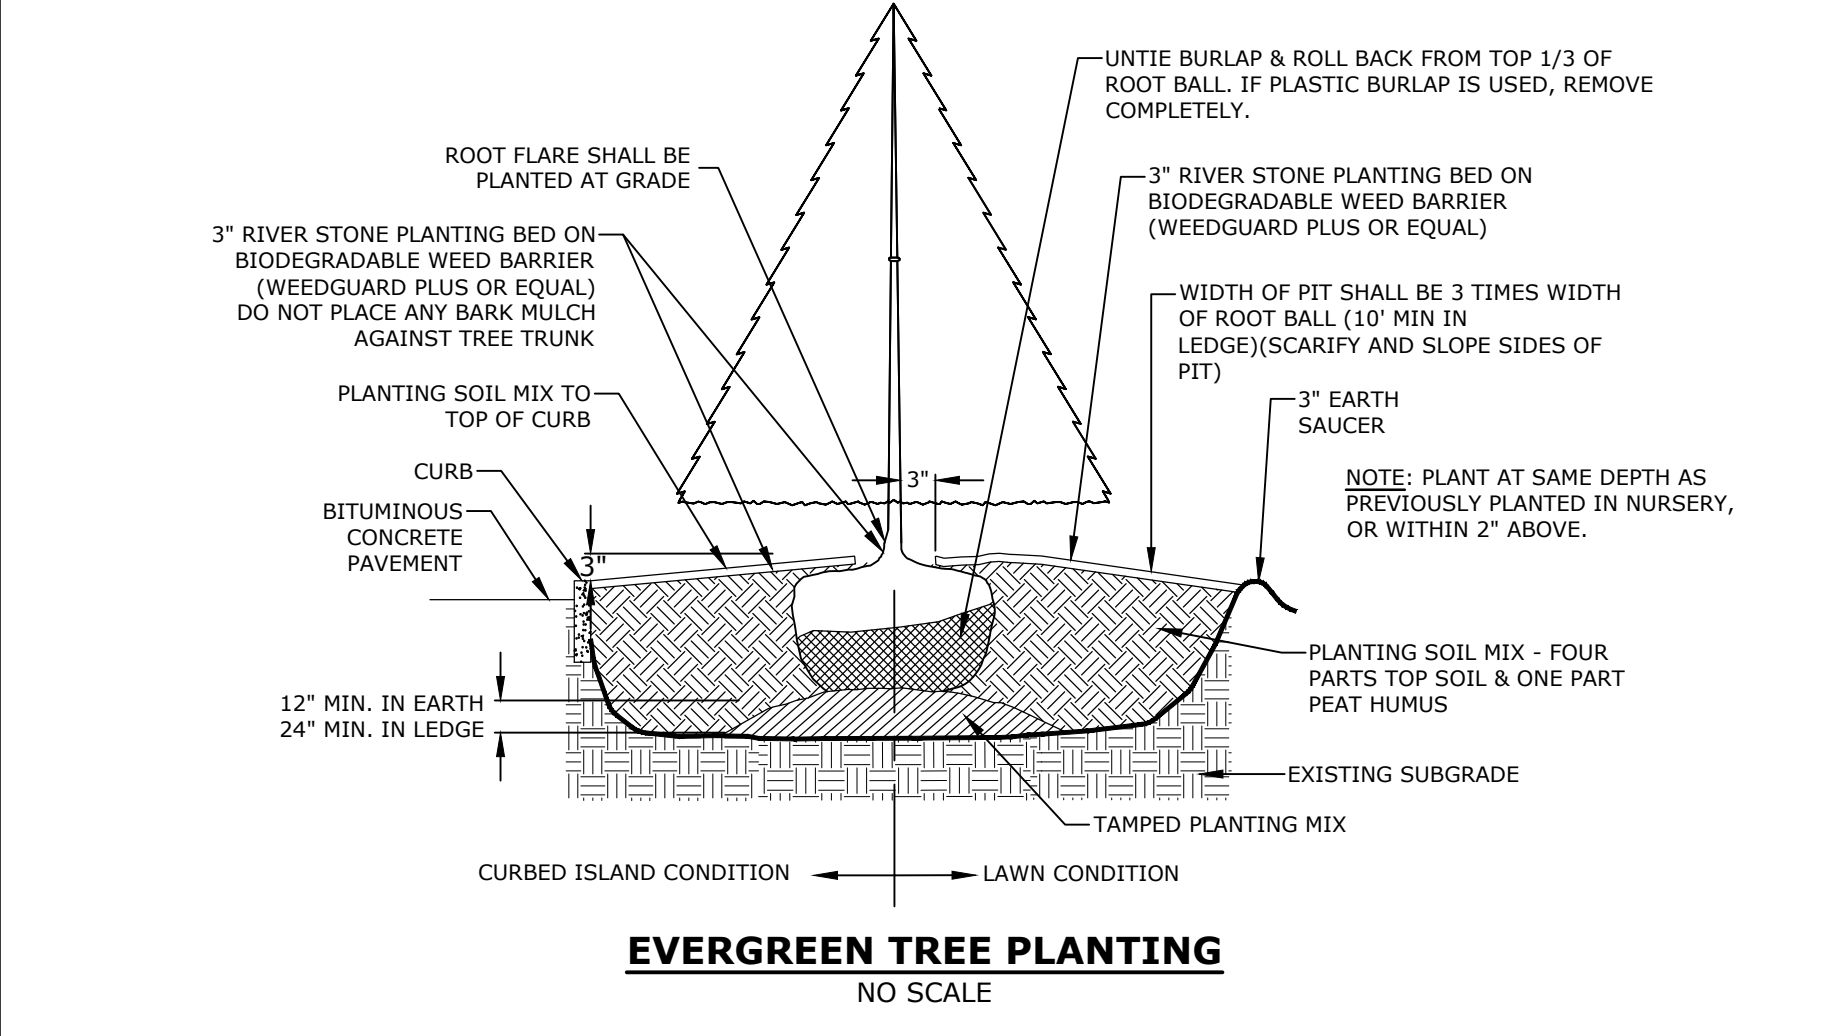 UNTIE BURLAP & ROLL BACK FROM TOP 1/3 OF
ROOT BALL. IF PLASTIC BURLAP IS USED, REMOVE
COMPLETELY.
ROOT FLARE SHALL BE
PLANTED AT GRADE
3" RIVER STONE PLANTING BED ON
BIODEGRADABLE WEED BARRIER
(WEEDGUARD PLUS OR EQUAL)
3" RIVER STONE PLANTING BED ON
BIODEGRADABLE WEED BARRIER
(WEEDGUARD PLUS OR EQUAL)
DO NOT PLACE ANY BARK MULCH
AGAINST TREE TRUNK
WIDTH OF PIT SHALL BE 3 TIMES WIDTH
OF ROOT BALL (10' MIN IN
LEDGE)(SCARIFY AND SLOPE SIDES OF
PIT)
PLANTING SOIL MIX TO
TOP OF CURB
3" EARTH
SAUCER
CURB
3"
NOTE: PLANT AT SAME DEPTH AS
PREVIOUSLY PLANTED IN NURSERY,
OR WITHIN 2" ABOVE.
BITUMINOUS
CONCRETE
PAVEMENT
3"
PLANTING SOIL MIX - FOUR
PARTS TOP SOIL & ONE PART
PEAT HUMUS
12" MIN. IN EARTH
24" MIN. IN LEDGE
EXISTING SUBGRADE
TAMPED PLANTING MIX
CURBED ISLAND CONDITION
LAWN CONDITION
EVERGREEN TREE PLANTING
NO SCALE